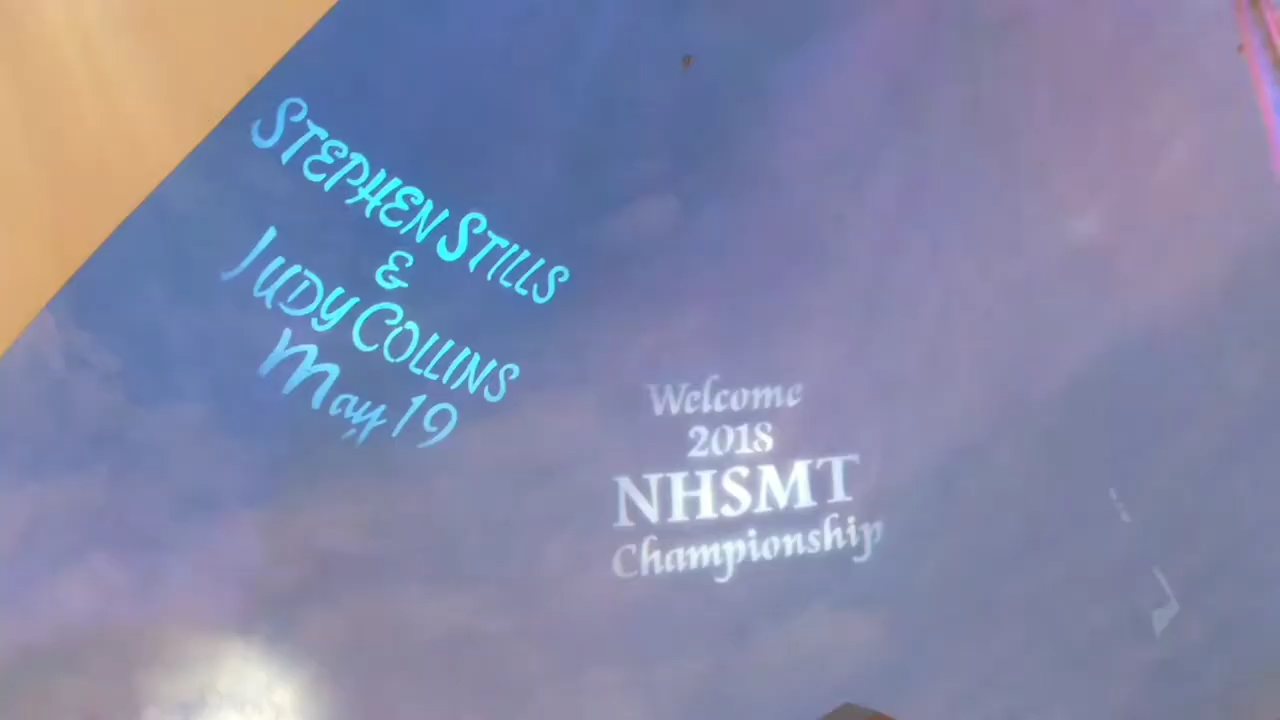 STEPHEN STILLS
&
JUDY COLLINS
May 19
Welcome
2018
NHSMT
Championship